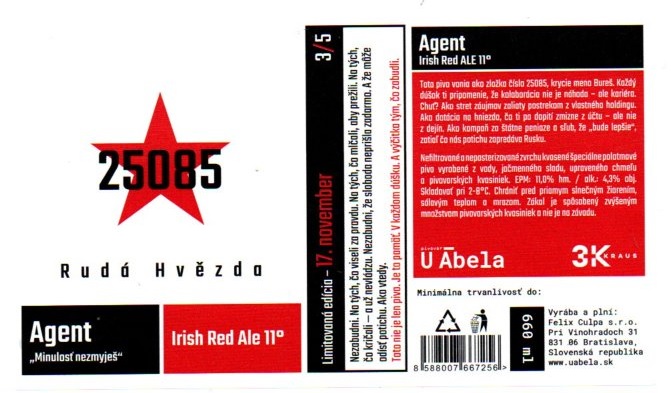 25085
Rudá Hvězda
Agent
„Minulosť nezmyješ“
Irish Red Ale 11°
Limitovaná edícia – 17. november 3/5
Nezabudni. Na tých, čo viseli za pravdu. Na tých, čo mlčali, aby prežili. Na tých,
čo kričali – a už nevládzu. Nezabudni, že sloboda neprišla zadarmo. A že môže
odísť potichu. Ako vtedy.
Toto nie je len pivo. Je to pamäť. V každom dúšku. A výčitka tým, čo zabudli.
Agent
Irish Red ALE 11°
Toto pivo vonia ako zložka číslo 25085, krycie meno Bureš. Každý
dúšok ti pripomenie, že kolaborácia nie je náhoda – ale kariéra.
Chuť? Ako stret záujmov zaliaty postrekom z vlastného holdingu.
Ako dotácia na hniezdo, čo ti po dopití zmizne z účtu – ale nie
z dejín. Ako kampaň za štátne peniaze a sľub, že „bude lepšie“,
zatiaľ čo nás potichu zapredáva Rusku.
Nefiltrované a nepasterizované zvrchu kvasené špeciálne polotmavé
pivo vyrobené z vody, jačmenného sladu, upraveného chmeľu
a pivovarských kvasiniek. EPM: 11,0% hm. / alk.: 4,3% obj.
Skladovať pri 2-8°C. Chrániť pred priamym slnečným žiarením,
sálavým teplom a mrazom. Zákal je spôsobený zvýšeným
množstvom pivovarských kvasiniek a nie je na závadu.
PIVOVAR
U Ábela
3K KRAUS
Minimálna trvanlivosť do:
660 ml
Vyrába a plní:
Felix Culpa s.r.o.
Pri Vinohradoch 31
831 06 Bratislava,
Slovenská republika
www.uabela.sk
8 588007 667256 >